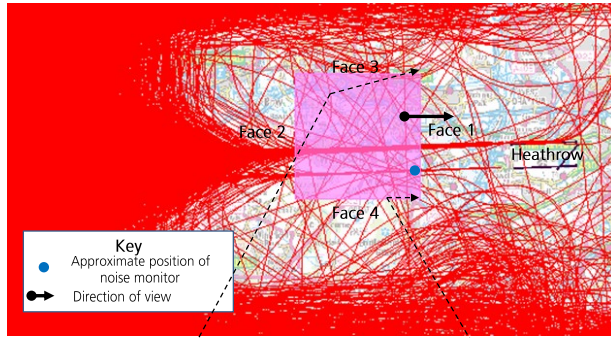 Face 3
Face 2
Face 1
Heathrow
Face 4
Key
Approximate position of
noise monitor
Direction of view